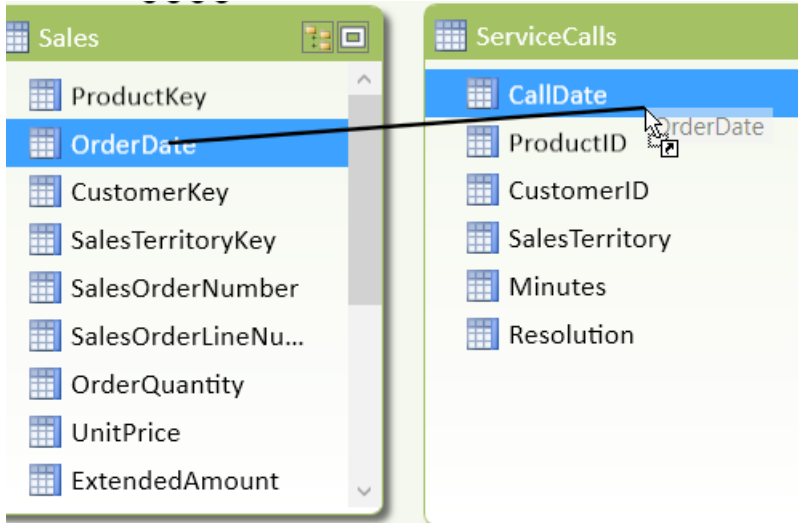 Sales
ProductKey
OrderDate
CustomerKey
SalesTerritoryKey
SalesOrderNumber
SalesOrderLineNu...
OrderQuantity
UnitPrice
ExtendedAmount
ServiceCalls
CallDate
OrderDate
ProductID
CustomerID
SalesTerritory
Minutes
Resolution